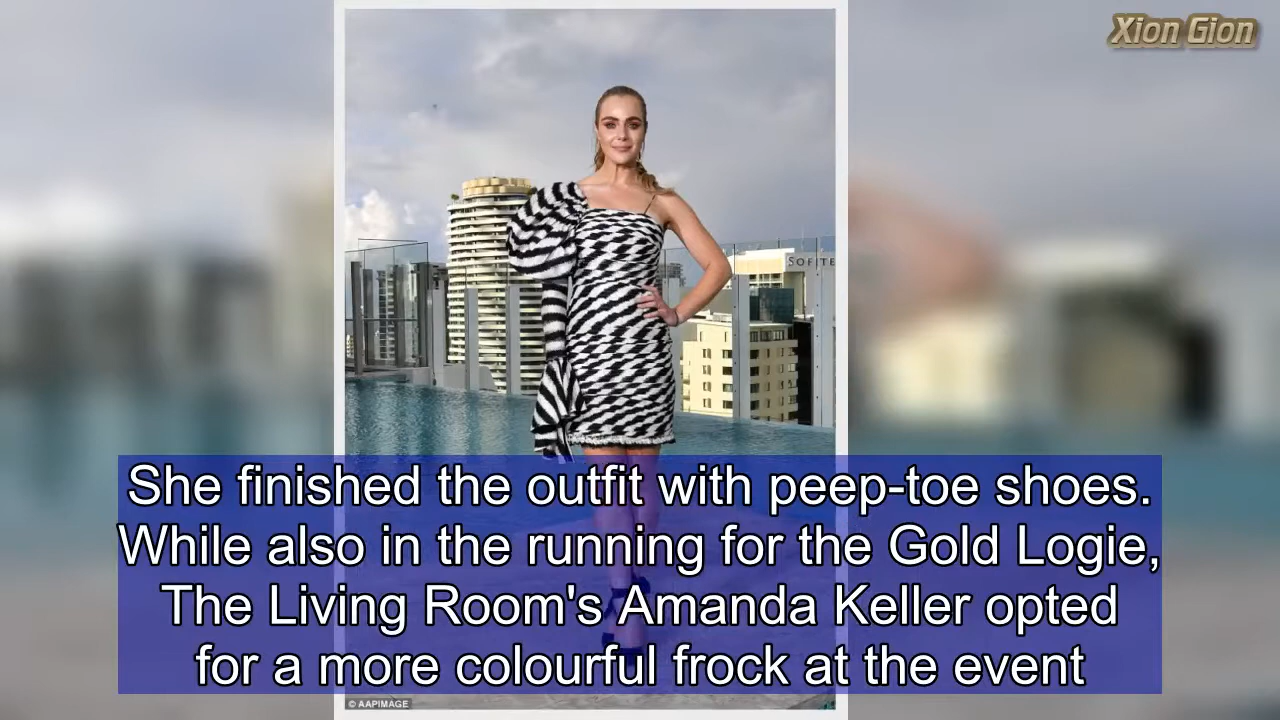 Xion Gion
SOFITE
She finished the outfit with peep-toe shoes.
While also in the running for the Gold Logie,
The Living Room's Amanda Keller opted
for a more colourful frock at the event
© AAPIMAGE